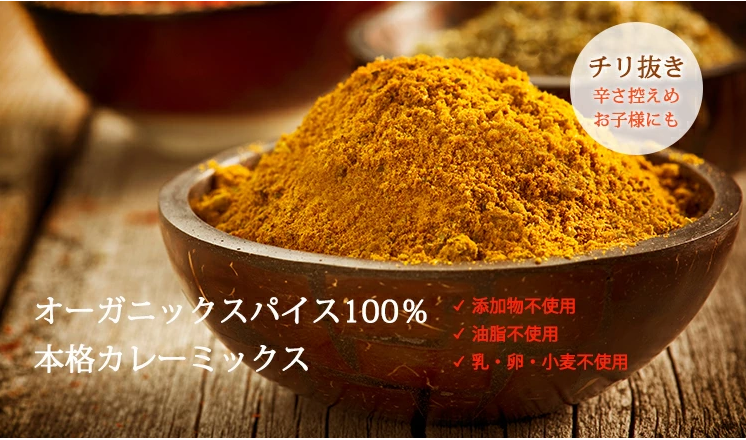 チリ抜き
辛さ控えめ
お子様にも
オーガニックスパイス100%
本格カレーミックス
✓ 添加物不使用
✓ 油脂不使用
✓ 乳・卵・小麦不使用